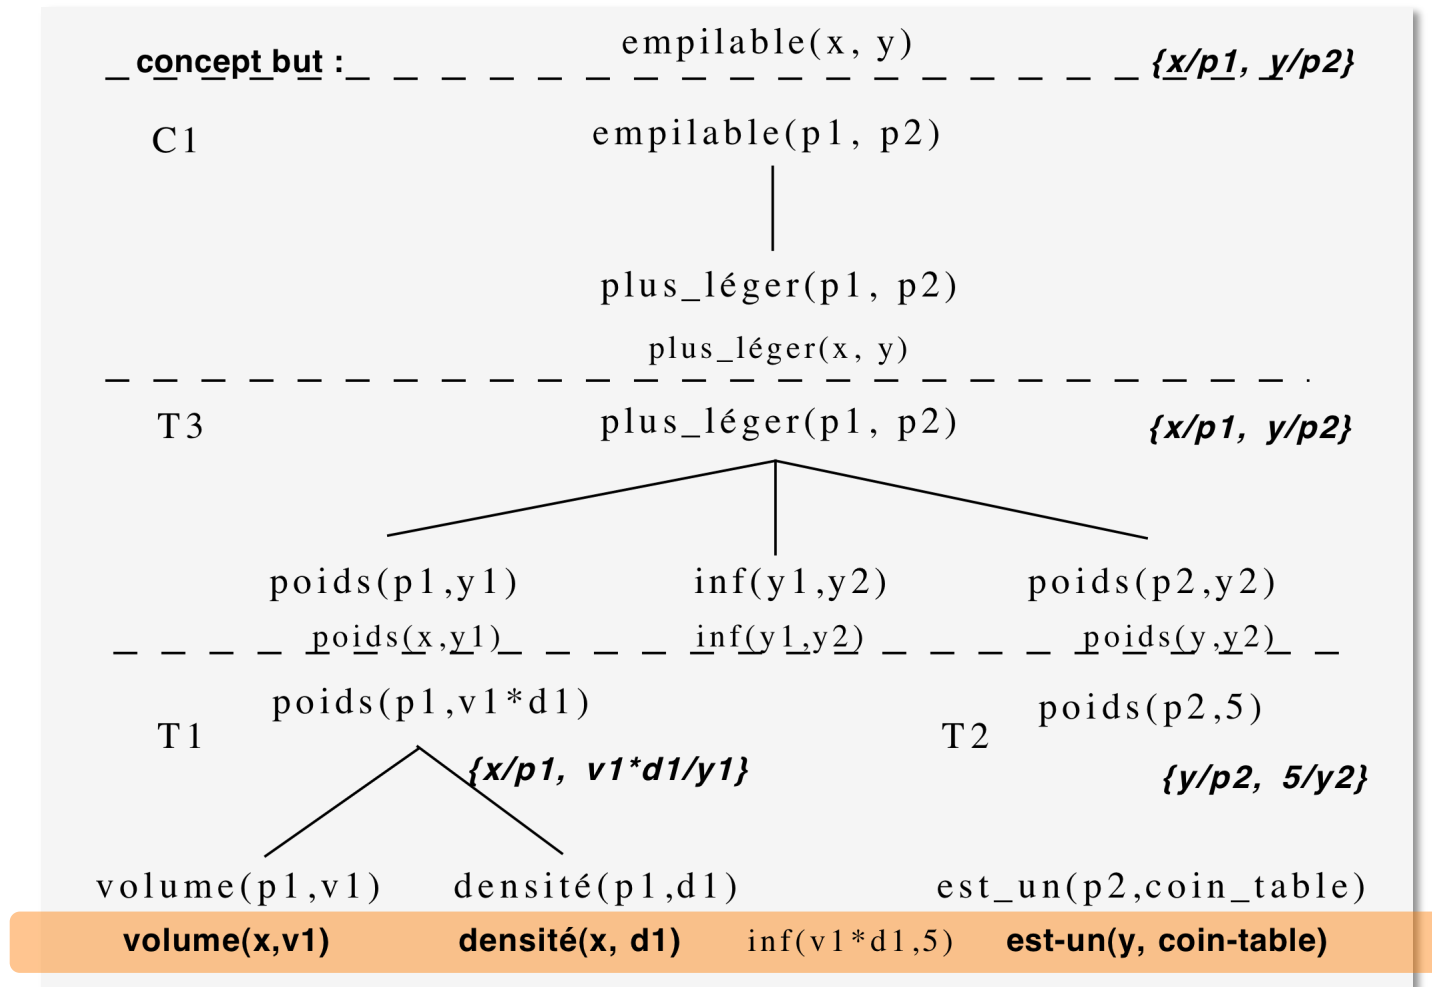 concept but : empilable(x, y) {x/p1, y/p2}
C1 empilable(p1, p2)
plus_léger(p1, p2)
plus_léger(x, y)
T3 plus_léger(p1, p2) {x/p1, y/p2}
poids(p1,y1) inf(y1,y2) poids(p2,y2)
poids(x,y1) inf(y1,y2) poids(y,y2)
poids(p1,v1*d1) poids(p2,5)
T1 T2
{x/p1, v1*d1/y1} {y/p2, 5/y2}
volume(p1,v1) densité(p1,d1) est_un(p2,coin_table)
volume(x,v1) densité(x, d1) inf(v1*d1,5) est-un(y, coin-table)